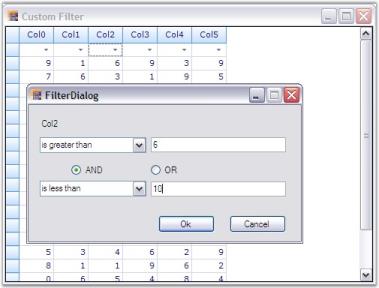 Custom Filter
Col0 Col1 Col2 Col3 Col4 Col5
9 1 6 9 3 9
7 6 3 1 9 5
FilterDialog
Col2
is greater than 6
AND OR
is less than 10
Ok Cancel
5 3 4 6 2 9
8 1 1 9 6 2
0 6 5 4 8 4